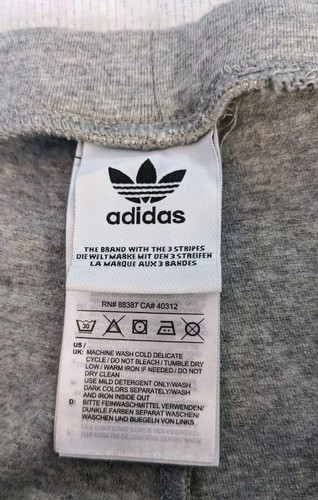 adidas
THE BRAND WITH THE 3 STRIPES
DIE WELTMARKE MIT DEN 3 STREIFEN
LA MARQUE AUX 3 BANDES
RN# 88387 CA# 40312
30
US /
UK: MACHINE WASH COLD DELICATE
CYCLE / DO NOT BLEACH / TUMBLE DRY
LOW / WARM IRON IF NEEDED / DO NOT
DRY CLEAN
USE MILD DETERGENT ONLY/WASH
DARK COLORS SEPARATELY/WASH
AND IRON INSIDE OUT
D: BITTE FEINWASCHMITTEL VERWENDEN/
DUNKLE FARBEN SEPARAT WASCHEN/
WASCHEN UND BUEGELN VON LINKS.